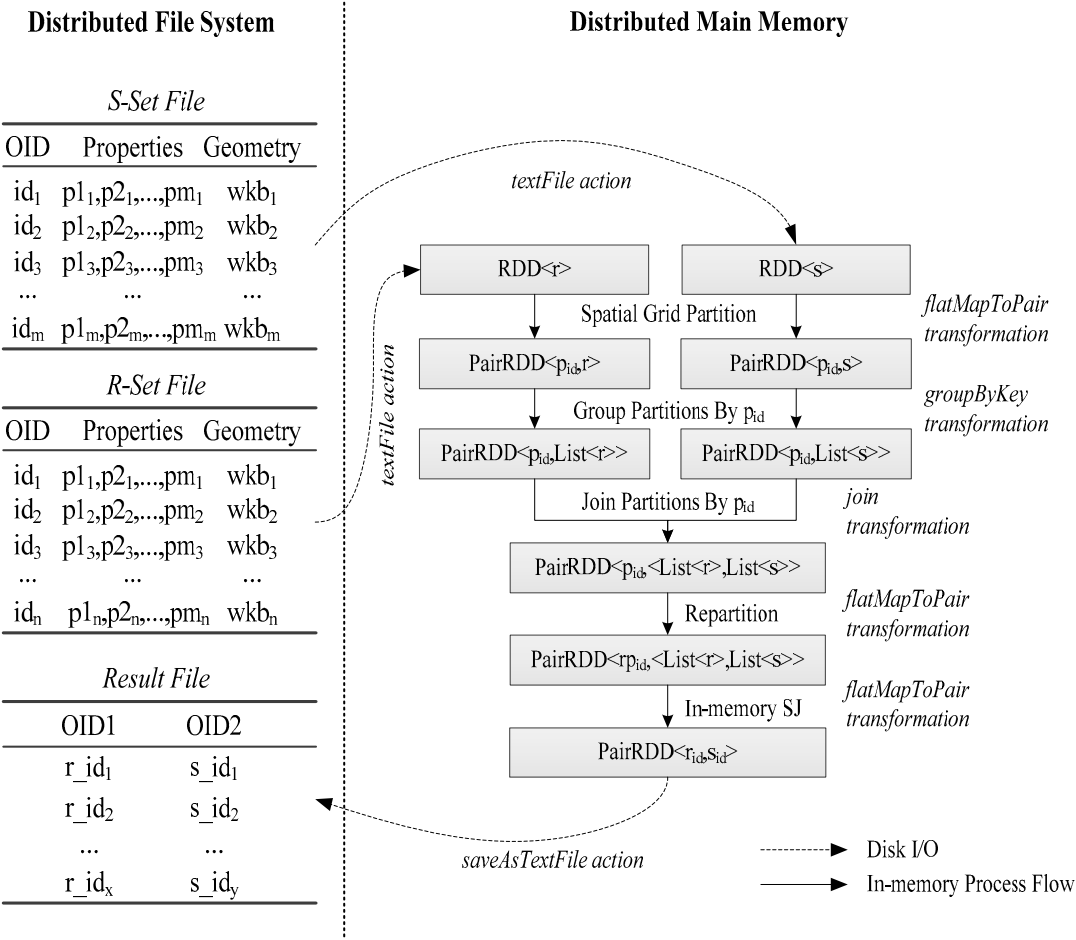 Distributed File System
S-Set File
OID Properties Geometry
id1 p11,p21,...,pm1 wkb1
id2 p12,p22,...,pm2 wkb2
id3 p13,p23,...,pm3 wkb3
... ... ...
idm p1m,p2m,...,pmm wkbm
R-Set File
OID Properties Geometry
id1 p11,p21,...,pm1 wkb1
id2 p12,p22,...,pm2 wkb2
id3 p13,p23,...,pm3 wkb3
... ... ...
idn p1n,p2n,...,pmn wkbn
Result File
OID1 OID2
r_id1 s_id1
r_id2 s_id2
... ...
r_idx s_idy
Distributed Main Memory
textFile action
textFile action
RDD<r> RDD<s>
Spatial Grid Partition
flatMapToPair
transformation
PairRDD<pid,r> PairRDD<pid,s>
Group Partitions By pid
groupByKey
transformation
PairRDD<pid,List<r>> PairRDD<pid,List<s>>
Join Partitions By pid
join
transformation
PairRDD<pid,<List<r>,List<s>>
Repartition
flatMapToPair
transformation
PairRDD<rpid,<List<r>,List<s>>
In-memory SJ
flatMapToPair
transformation
PairRDD<rid,sid>
saveAsTextFile action
Disk I/O
In-memory Process Flow